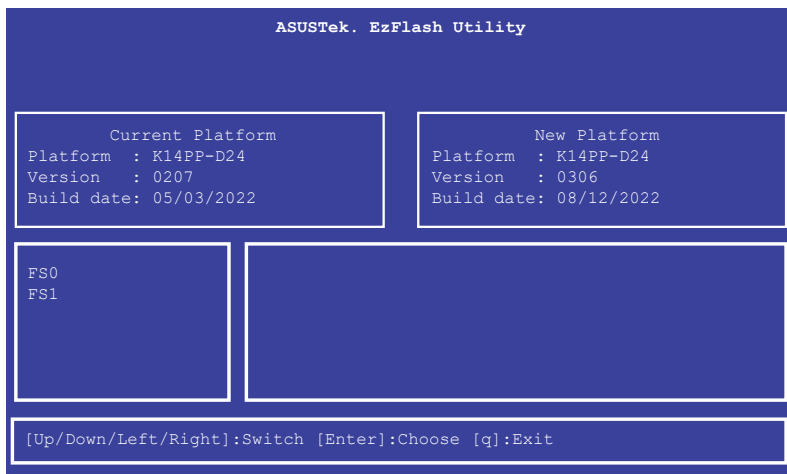 ASUSTek. EzFlash Utility
Current Platform
Platform : K14PP-D24
Version : 0207
Build date: 05/03/2022
New Platform
Platform : K14PP-D24
Version : 0306
Build date: 08/12/2022
FS0
FS1
[Up/Down/Left/Right]:Switch [Enter]:Choose [q]:Exit